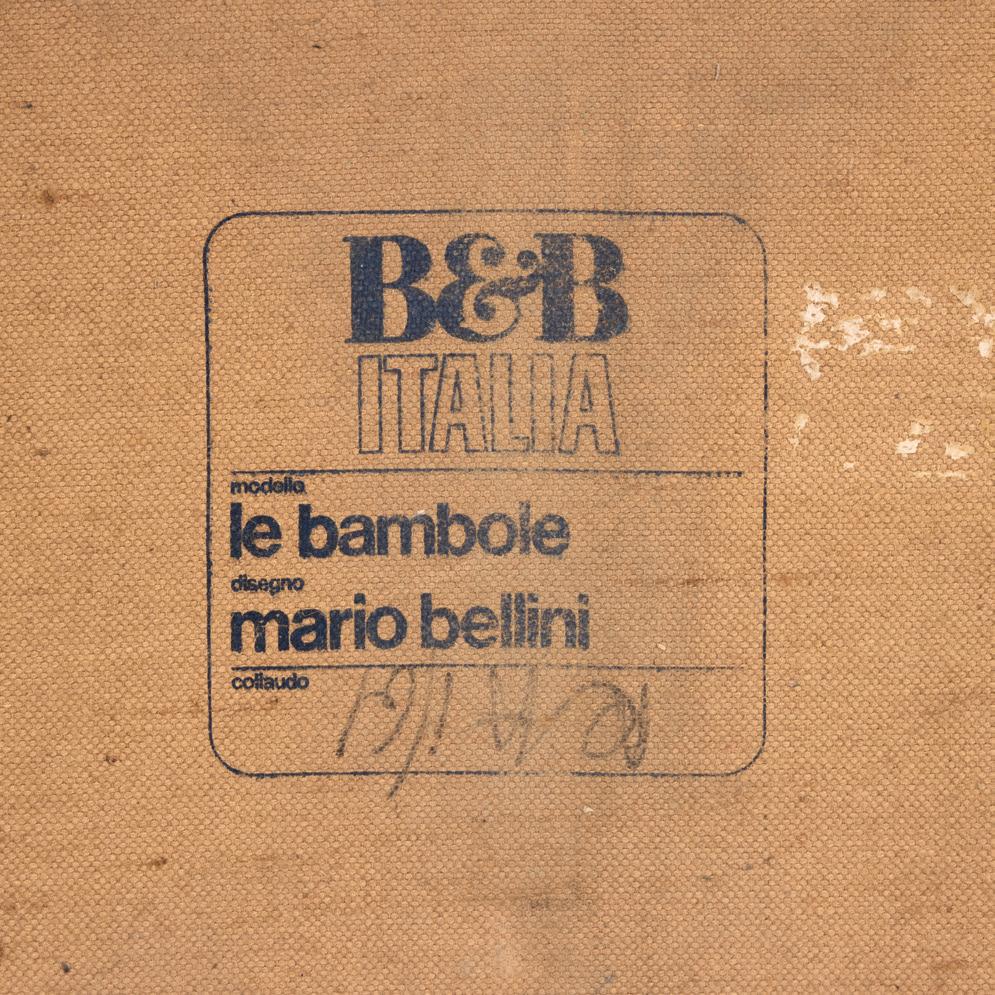 B&B
ITALIA
modello
le bambole
disegno
mario bellini
collaudo